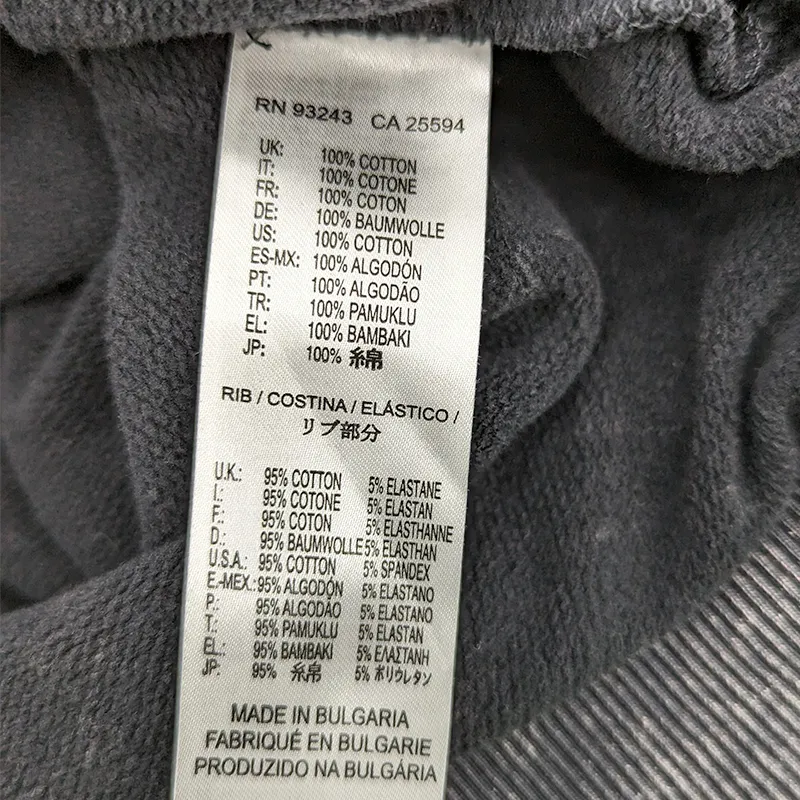 RN 93243 CA 25594
UK: 100% COTTON
IT: 100% COTONE
FR: 100% COTON
DE: 100% BAUMWOLLE
US: 100% COTTON
ES-MX: 100% ALGODÓN
PT: 100% ALGODÃO
TR: 100% PAMUKLU
EL: 100% BAMBAKI
JP: 100% 綿
RIB / COSTINA / ELÁSTICO /
リブ部分
U.K.: 95% COTTON 5% ELASTANE
I.: 95% COTONE 5% ELASTAN
F.: 95% COTON 5% ELASTHANNE
D.: 95% BAUMWOLLE 5% ELASTHAN
U.S.A.: 95% COTTON 5% SPANDEX
E.-MEX.: 95% ALGODÓN 5% ELASTANO
P.: 95% ALGODAO 5% ELASTANO
T.: 95% PAMUKLU 5% ELASTAN
EL.: 95% BAMBAKI 5% ΕΛΑΣΤΑΝΗ
JP: 95% 綿 5% ポリウレタン
MADE IN BULGARIA
FABRIQUÉ EN BULGARIE
PRODUZIDO NA BULGÁRIA